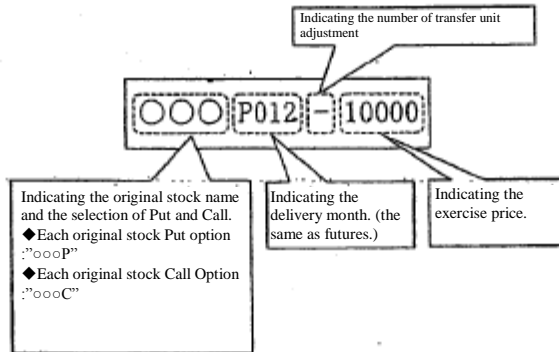 Indicating the number of transfer unit
adjustment
○○○P012-10000
Indicating the original stock name
and the selection of Put and Call.
◆Each original stock Put option
:”○○○P”
◆Each original stock Call Option
:”○○○C”
Indicating the
delivery month. (the
same as futures.)
Indicating the
exercise price.